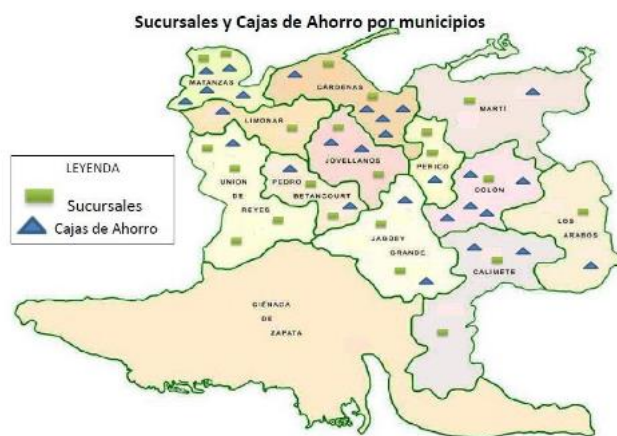 Sucursales y Cajas de Ahorro por municipios
MATANZAS
CÁRDENAS
MARTÍ
LIMONAR
JOVELLANOS
PERICO
LEYENDA
Sucursales
Cajas de Ahorro
UNION
DE
REYES
PEDRO
BETANCOURT
COLÓN
LOS
ARABOS
JAGUEY
GRANDE
CALIMETE
CIÉNAGA
DE
ZAPATA